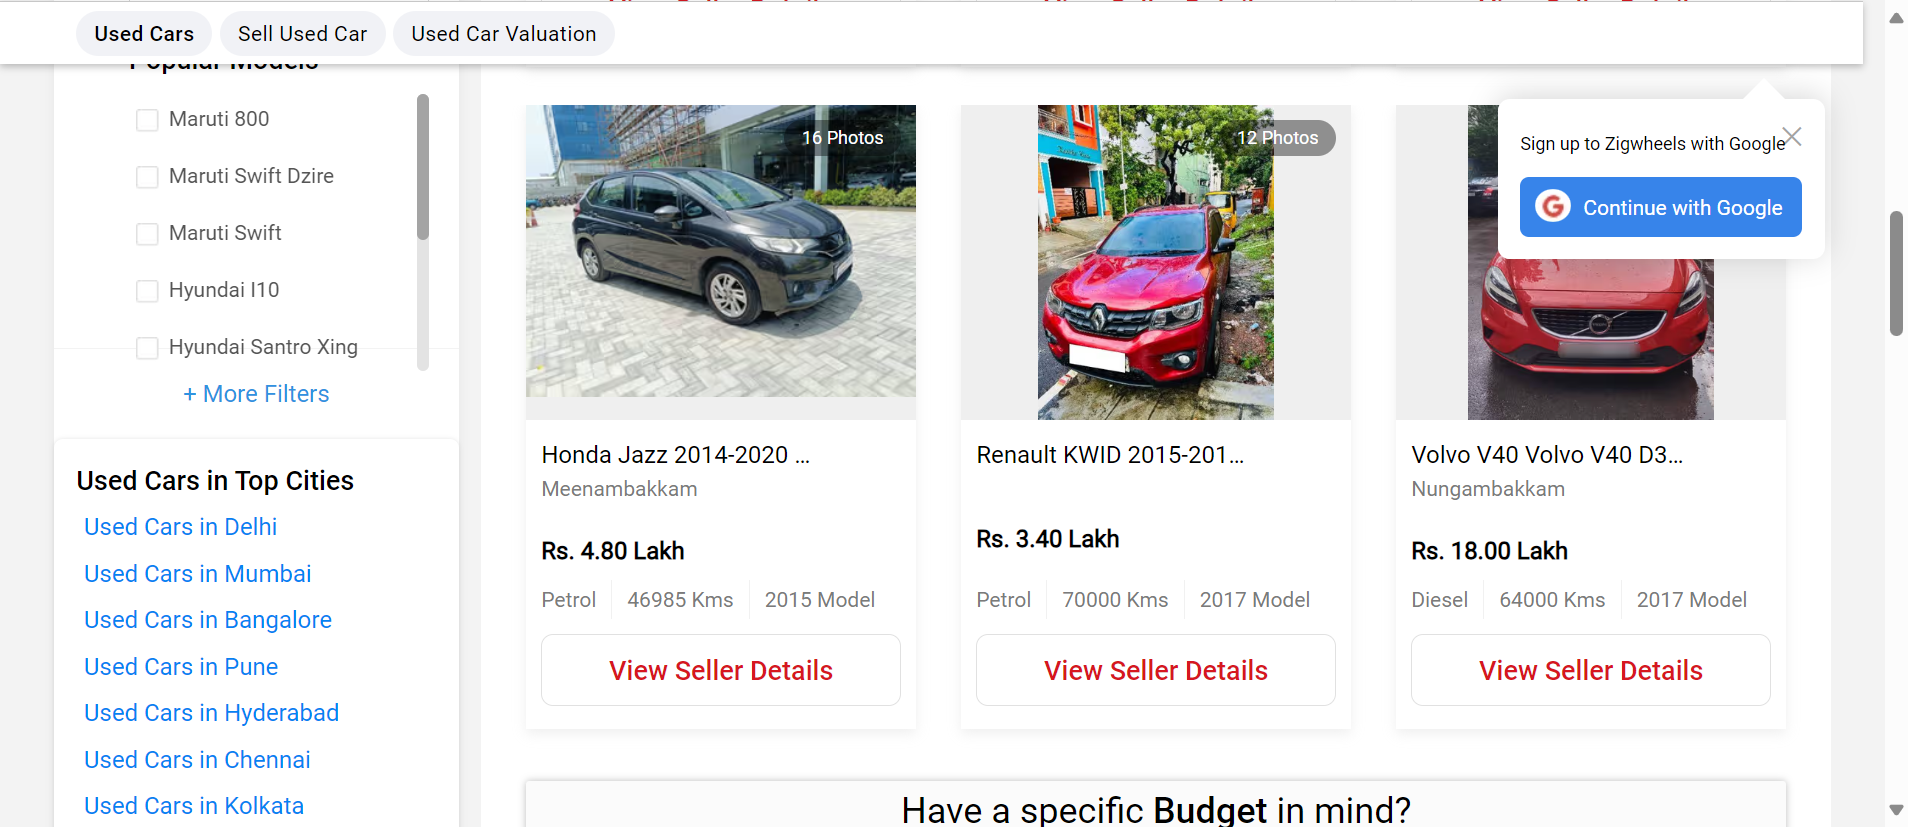 Used Cars
Sell Used Car
Used Car Valuation
Popular Models
Maruti 800
Maruti Swift Dzire
Maruti Swift
Hyundai I10
Hyundai Santro Xing
+ More Filters
Used Cars in Top Cities
Used Cars in Delhi
Used Cars in Mumbai
Used Cars in Bangalore
Used Cars in Pune
Used Cars in Hyderabad
Used Cars in Chennai
Used Cars in Kolkata
16 Photos
Honda Jazz 2014-2020 ...
Meenambakkam
Rs. 4.80 Lakh
Petrol
46985 Kms
2015 Model
View Seller Details
12 Photos
Renault KWID 2015-201...
Rs. 3.40 Lakh
Petrol
70000 Kms
2017 Model
View Seller Details
Sign up to Zigwheels with Google
G
Continue with Google
Volvo V40 Volvo V40 D3...
Nungambakkam
Rs. 18.00 Lakh
Diesel
64000 Kms
2017 Model
View Seller Details
Have a specific Budget in mind?